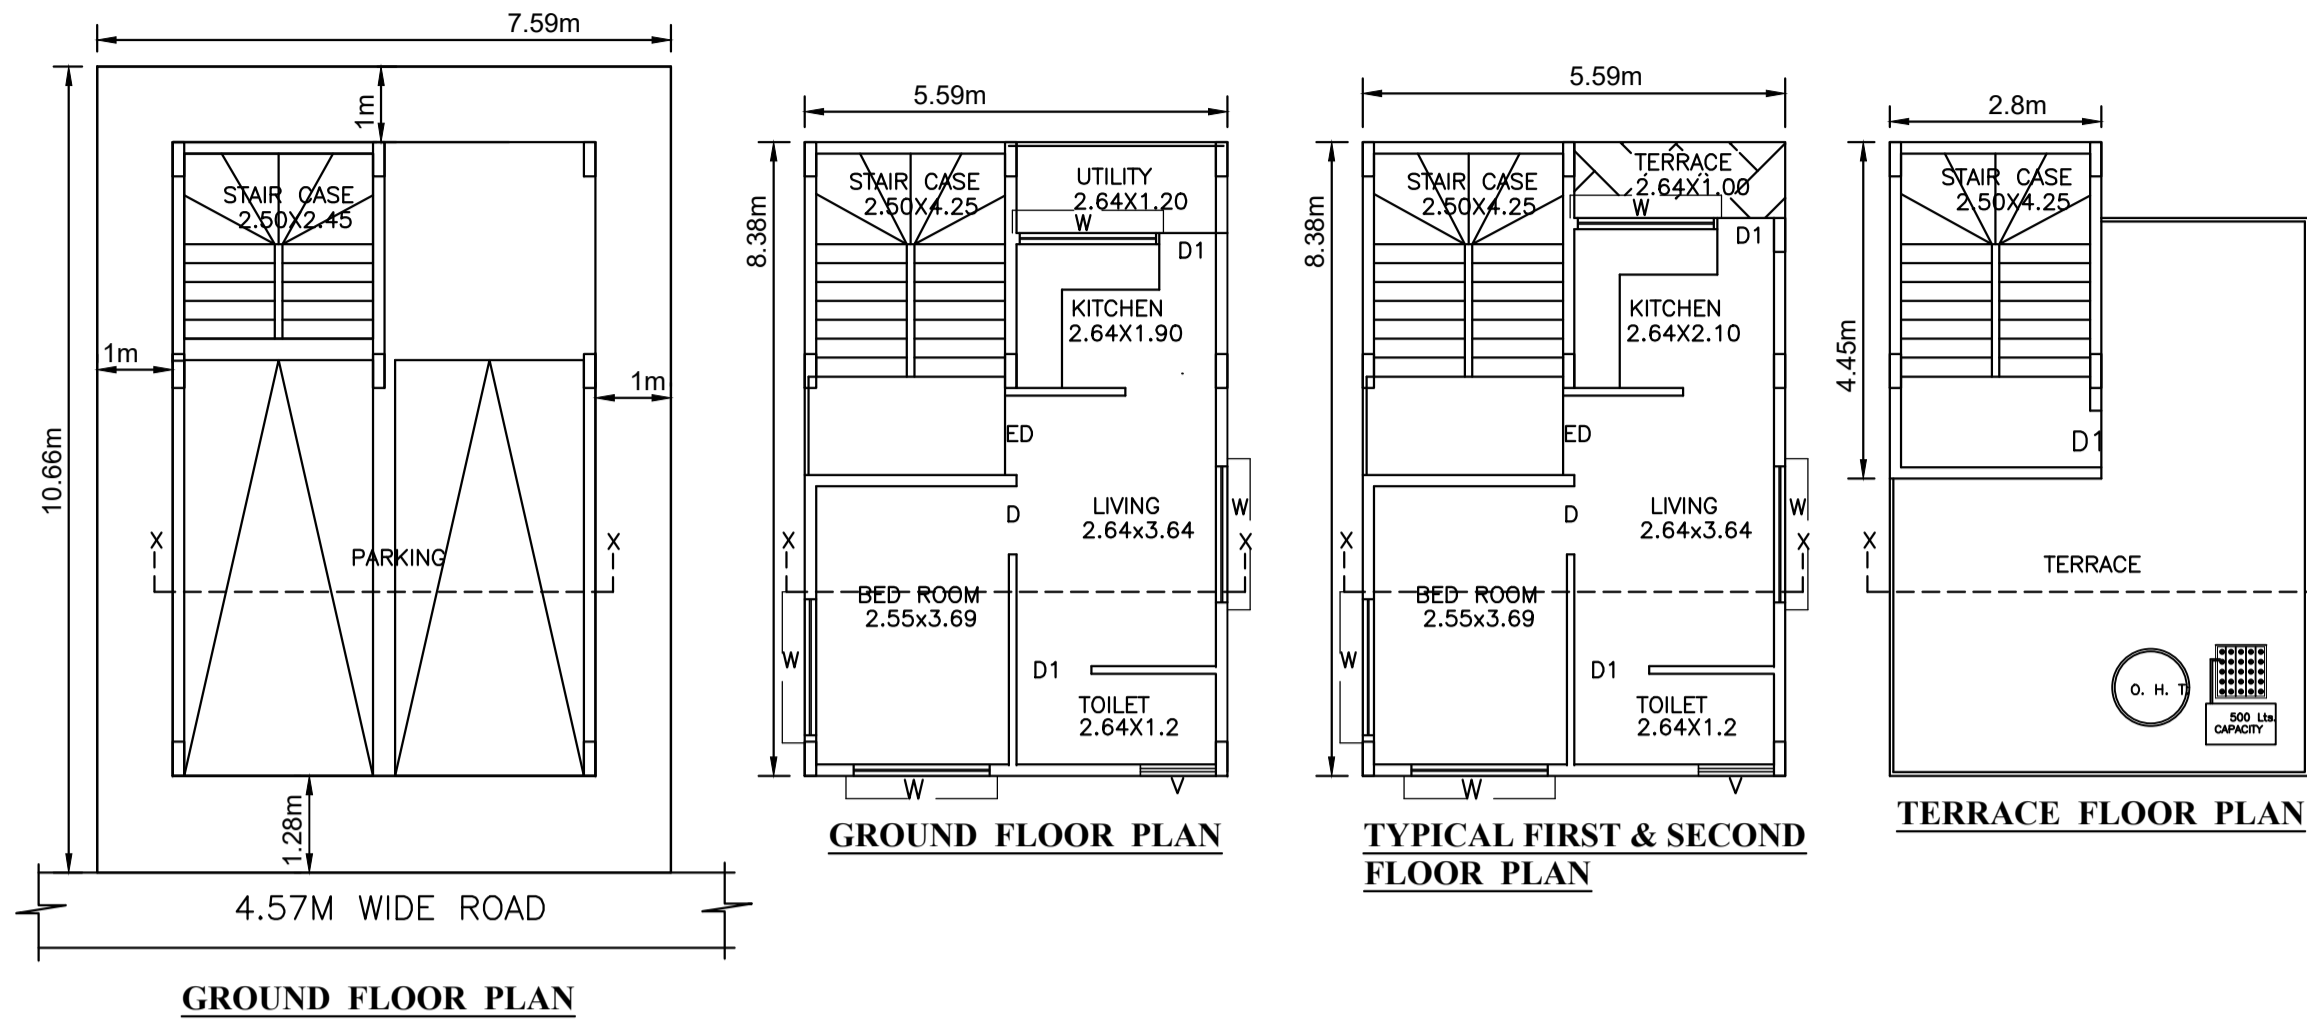 7.59m
1m
10.66m
STAIR CASE
2.50X2.45
1m
1m
X
X
PARKING
1.28m
4.57M WIDE ROAD
GROUND FLOOR PLAN
5.59m
8.38m
STAIR CASE
2.50X4.25
UTILITY
2.64X1.20
W
D1
KITCHEN
2.64X1.90
ED
D
LIVING
2.64x3.64
W
X
X
BED ROOM
2.55x3.69
W
D1
TOILET
2.64X1.2
W
V
GROUND FLOOR PLAN
5.59m
8.38m
STAIR CASE
2.50X4.25
TERRACE
2.64X1.00
W
D1
KITCHEN
2.64X2.10
ED
D
LIVING
2.64x3.64
W
X
X
BED ROOM
2.55x3.69
W
D1
TOILET
2.64X1.2
W
V
TYPICAL FIRST & SECOND
FLOOR PLAN
2.8m
4.45m
STAIR CASE
2.50X4.25
D1
X
TERRACE
O. H. T.
500 Lts.
CAPACITY
TERRACE FLOOR PLAN